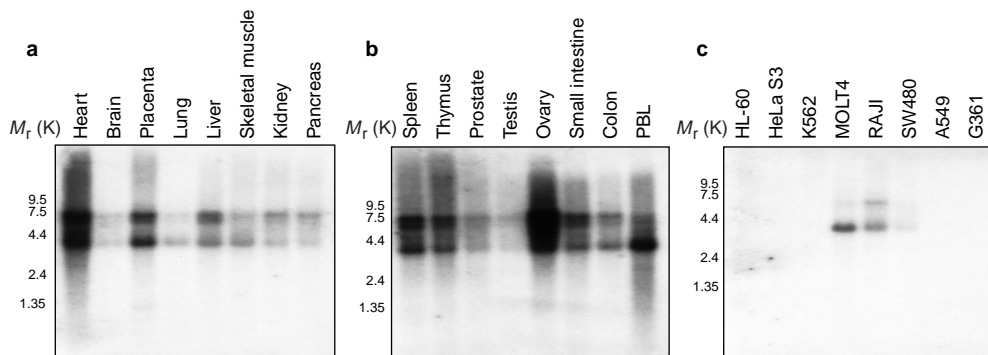 a
Mr (K)
Heart
Brain
Placenta
Lung
Liver
Skeletal muscle
Kidney
Pancreas
9.5
7.5
4.4
2.4
1.35
b
Mr (K)
Spleen
Thymus
Prostate
Testis
Ovary
Small intestine
Colon
PBL
9.5
7.5
4.4
2.4
1.35
c
Mr (K)
HL-60
HeLa S3
K562
MOLT4
RAJI
SW480
A549
G361
9.5
7.5
4.4
2.4
1.35